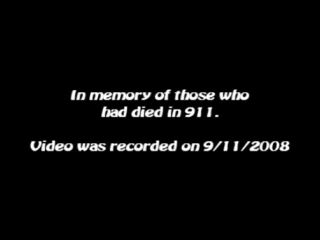 In memory of those who
had died in 911.
Video was recorded on 9/11/2008